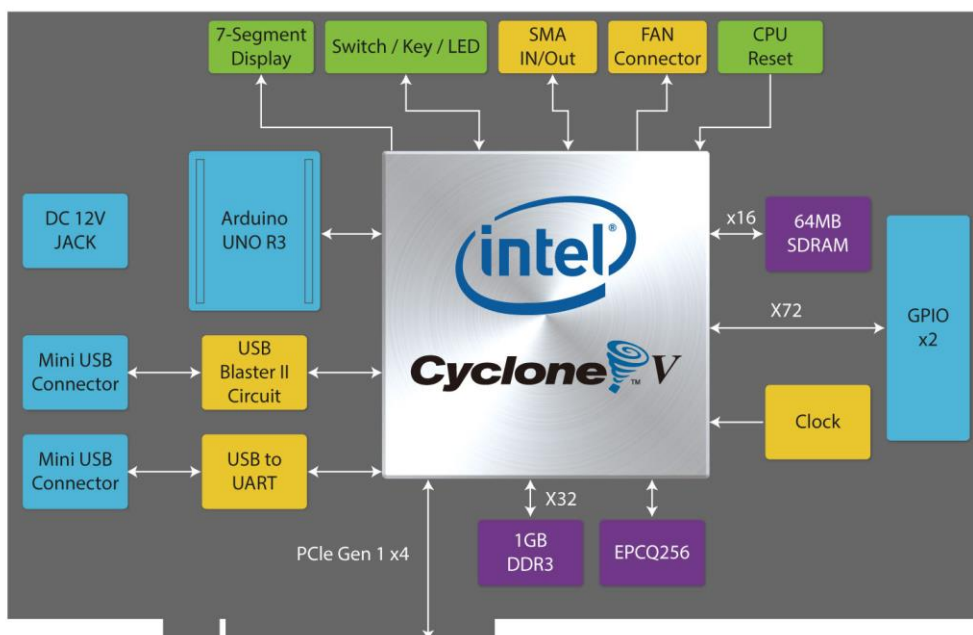 7-Segment
Display
Switch / Key / LED
SMA
IN/Out
FAN
Connector
CPU
Reset
DC 12V
JACK
Arduino
UNO R3
intel®
Cyclone™ V
x16
64MB
SDRAM
X72
GPIO
x2
Mini USB
Connector
USB
Blaster II
Circuit
Clock
Mini USB
Connector
USB to
UART
X32
PCIe Gen 1 x4
1GB
DDR3
EPCQ256